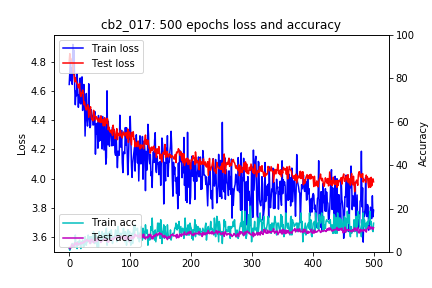 cb2_017: 500 epochs loss and accuracy
Train loss
Test loss
Train acc
Test acc
Loss
4.8
4.6
4.4
4.2
4.0
3.8
3.6
100
80
60
40
20
0
Accuracy
0
100
200
300
400
500